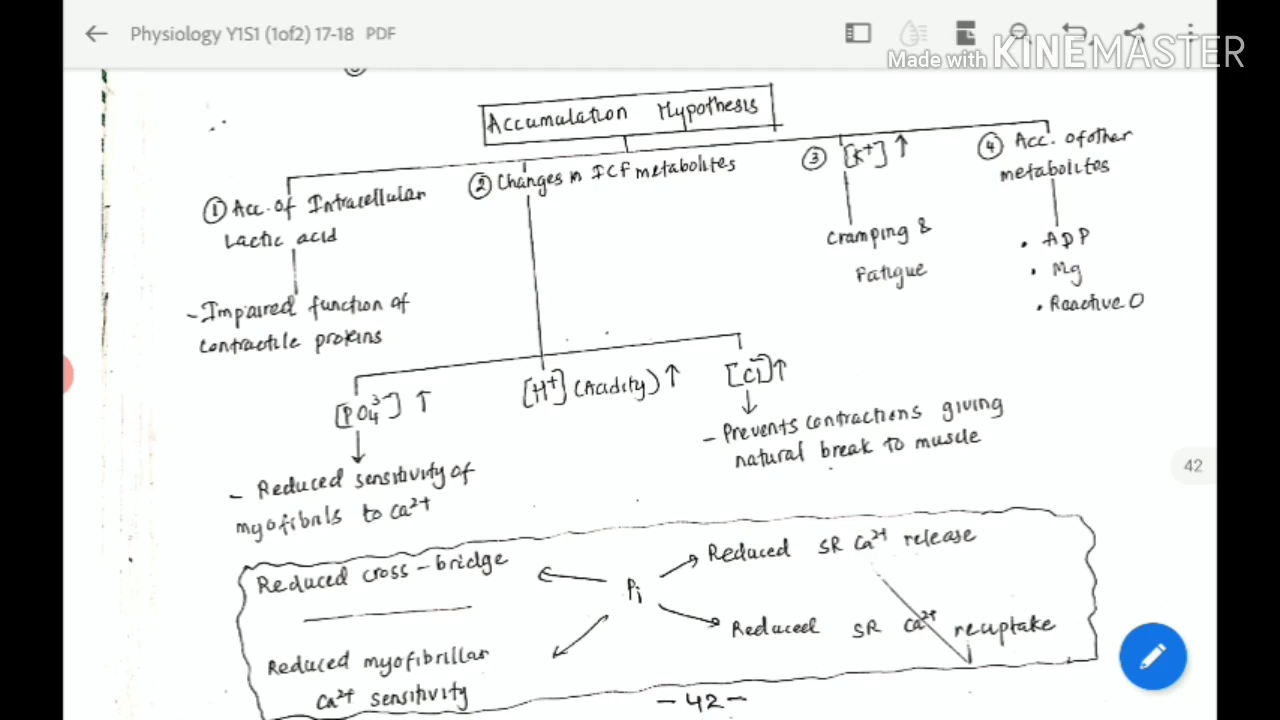 Physiology Y1S1 (1of2) 17-18 PDF
Made with KINEMASTER
Accumulation Hypothesis
① Acc. of Intracellular
Lactic acid
- Impaired function of
contractile proteins
② Changes in ICF metabolites
③ [K+] ↑
Cramping &
Fatigue
④ Acc. of other
metabolites
• ADP
• Mg
• Reactive O
[PO₄³⁻] ↑
- Reduced sensitivity of
myofibrils to Ca²⁺
[H⁺] (Acidity) ↑
[Cl⁻] ↑
- Prevents contractions giving
natural break to muscle
42
Reduced cross-bridge
Pi
Reduced SR Ca²⁺ release
Reduced SR Ca²⁺ reuptake
Reduced myofibrillar
Ca²⁺ sensitivity
- 42 -